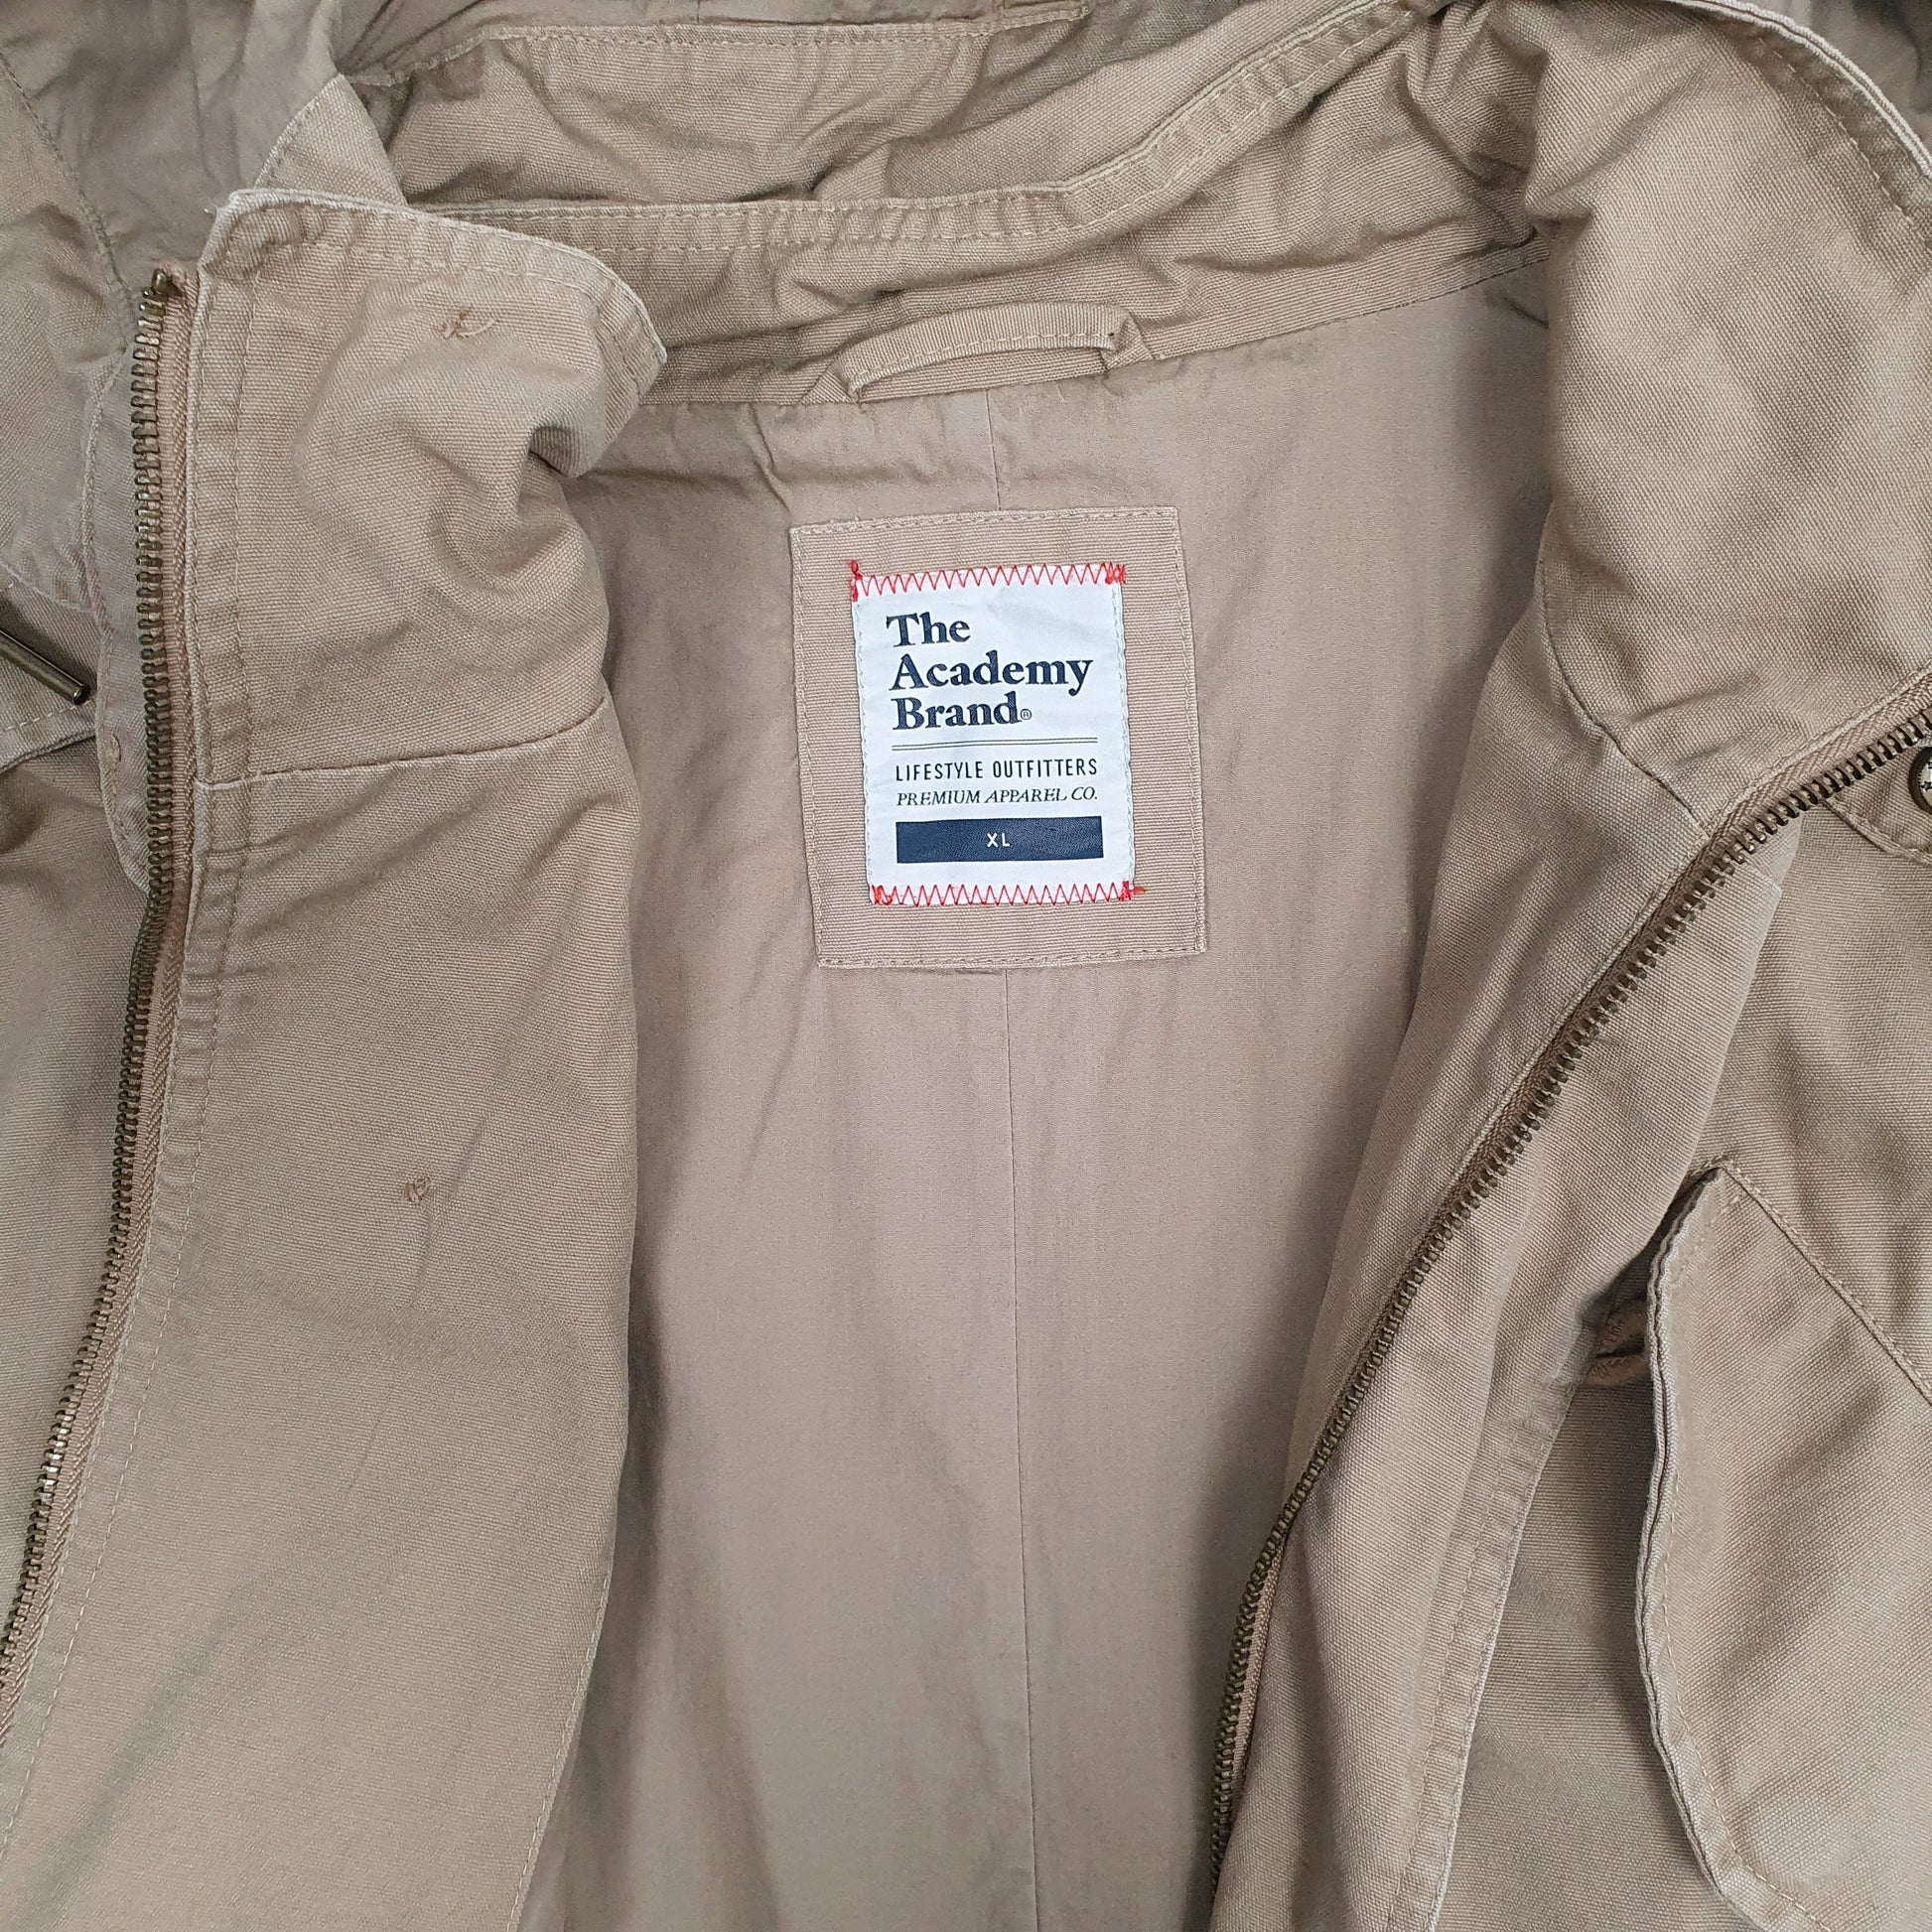 The
Academy
Brand®
LIFESTYLE OUTFITTERS
PREMIUM APPAREL CO.
XL